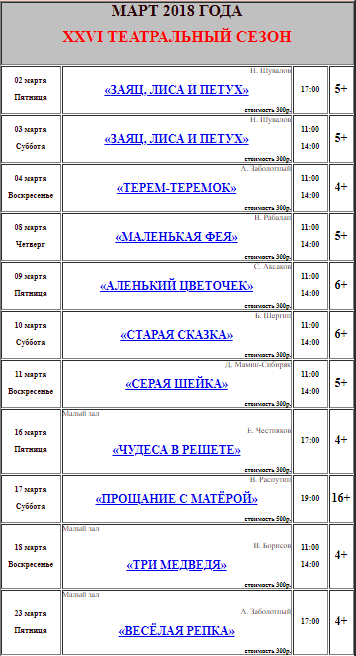 МАРТ 2018 ГОДА
XXVI ТЕАТРАЛЬНЫЙ СЕЗОН
02 марта
Пятница
Н. Шувалов
«ЗАЯЦ, ЛИСА И ПЕТУХ»
стоимость 300р.
17:00
5+
03 марта
Суббота
Н. Шувалов
«ЗАЯЦ, ЛИСА И ПЕТУХ»
стоимость 300р.
11:00
14:00
5+
04 марта
Воскресенье
А. Заболотный
«ТЕРЕМ-ТЕРЕМОК»
стоимость 300р.
11:00
14:00
4+
08 марта
Четверг
В. Рабадан
«МАЛЕНЬКАЯ ФЕЯ»
стоимость 300р.
11:00
14:00
5+
09 марта
Пятница
С. Аксаков
«АЛЕНЬКИЙ ЦВЕТОЧЕК»
стоимость 300р.
11:00
14:00
6+
10 марта
Суббота
Б. Шергин
«СТАРАЯ СКАЗКА»
стоимость 300р.
11:00
14:00
6+
11 марта
Воскресенье
Д. Мамин-Сибиряк
«СЕРАЯ ШЕЙКА»
стоимость 300р.
11:00
14:00
5+
16 марта
Пятница
Малый зал
Е. Честняков
«ЧУДЕСА В РЕШЕТЕ»
стоимость 300р.
17:00
4+
17 марта
Суббота
В. Распутин
«ПРОЩАНИЕ С МАТЁРОЙ»
стоимость 500р.
19:00
16+
18 марта
Воскресенье
Малый зал
В. Борисов
«ТРИ МЕДВЕДЯ»
стоимость 300р.
11:00
14:00
4+
23 марта
Пятница
Малый зал
А. Заболотный
«ВЕСЁЛАЯ РЕПКА»
стоимость 300р.
17:00
4+